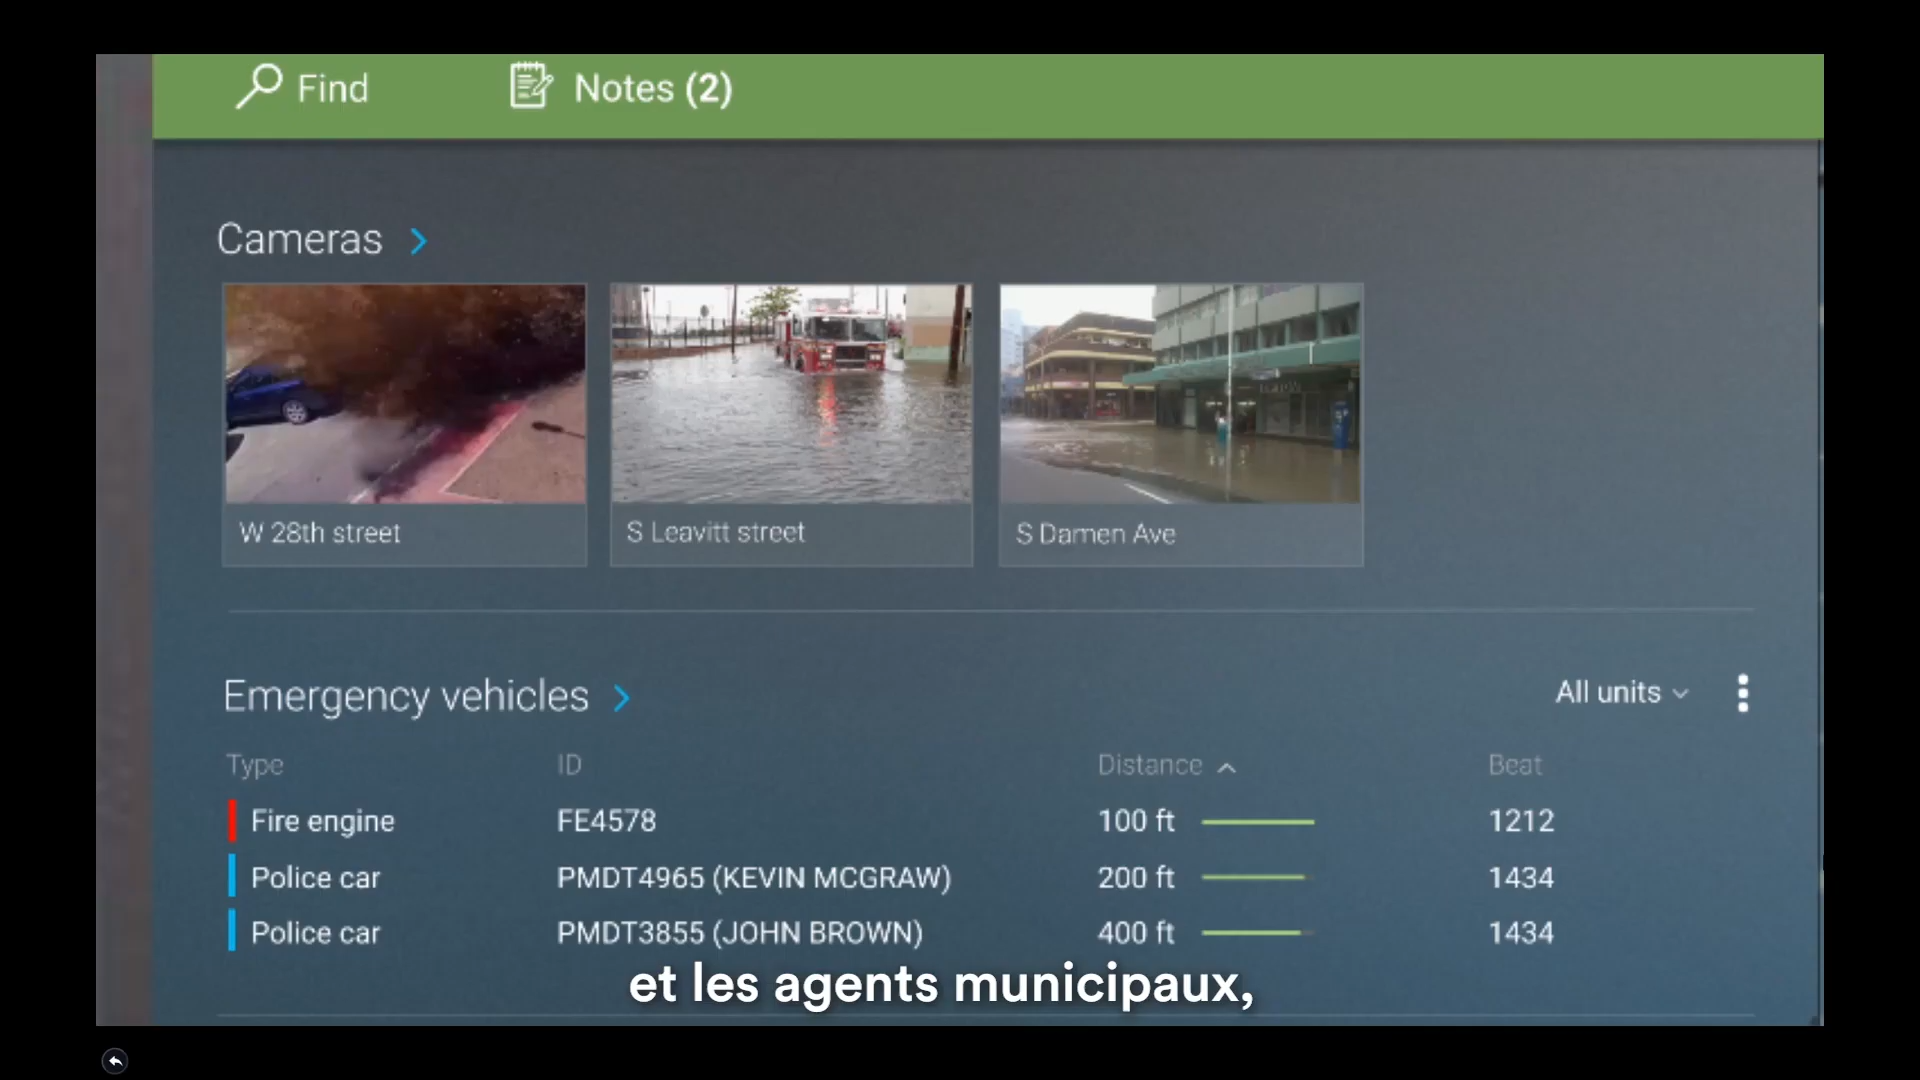 Find
Notes (2)
Cameras
W 28th street
S Leavitt street
S Damen Ave
Emergency vehicles
All units
Type ID Distance Beat
Fire engine FE4578 100 ft 1212
Police car PMDT4965 (KEVIN MCGRAW) 200 ft 1434
Police car PMDT3855 (JOHN BROWN) 400 ft 1434
et les agents municipaux,